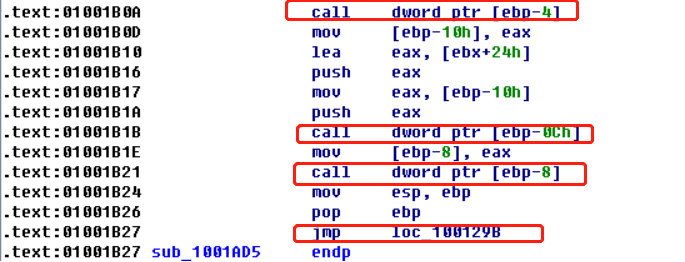 .text:01001B0A call dword ptr [ebp-4]
.text:01001B0D mov [ebp-10h], eax
.text:01001B10 lea eax, [ebx+24h]
.text:01001B16 push eax
.text:01001B17 mov eax, [ebp-10h]
.text:01001B1A push eax
.text:01001B1B call dword ptr [ebp-0Ch]
.text:01001B1E mov [ebp-8], eax
.text:01001B21 call dword ptr [ebp-8]
.text:01001B24 mov esp, ebp
.text:01001B26 pop ebp
.text:01001B27 jmp loc_100129B
.text:01001B27 sub_1001AD5 endp